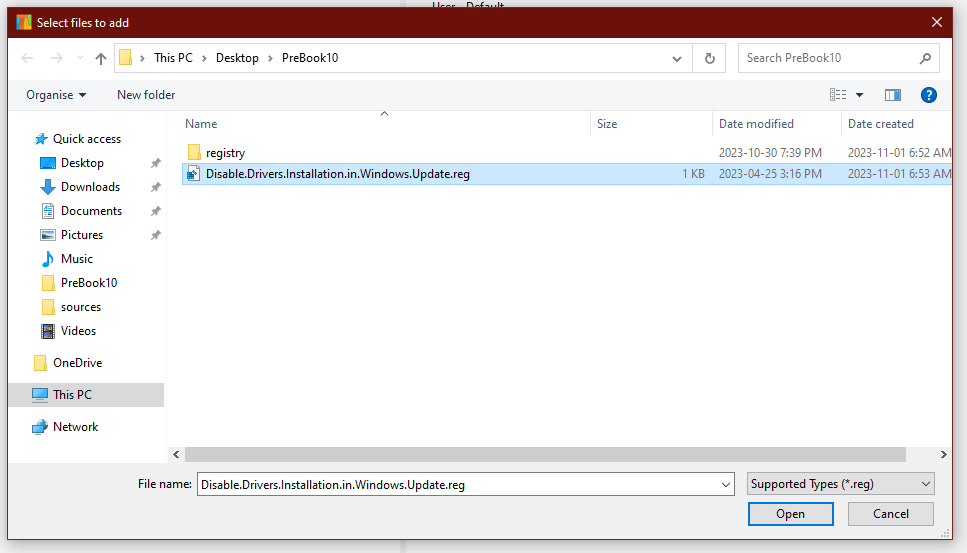 User Default
Select files to add
This PC > Desktop > PreBook10
Search PreBook10
Organise New folder
Name Size Date modified Date created
registry 2023-10-30 7:39 PM 2023-11-01 6:52 AM
Disable.Drivers.Installation.in.Windows.Update.reg 1 KB 2023-04-25 3:16 PM 2023-11-01 6:53 AM
Quick access
Desktop
Downloads
Documents
Pictures
Music
PreBook10
sources
Videos
OneDrive
This PC
Network
File name: Disable.Drivers.Installation.in.Windows.Update.reg Supported Types (*.reg)
Open Cancel